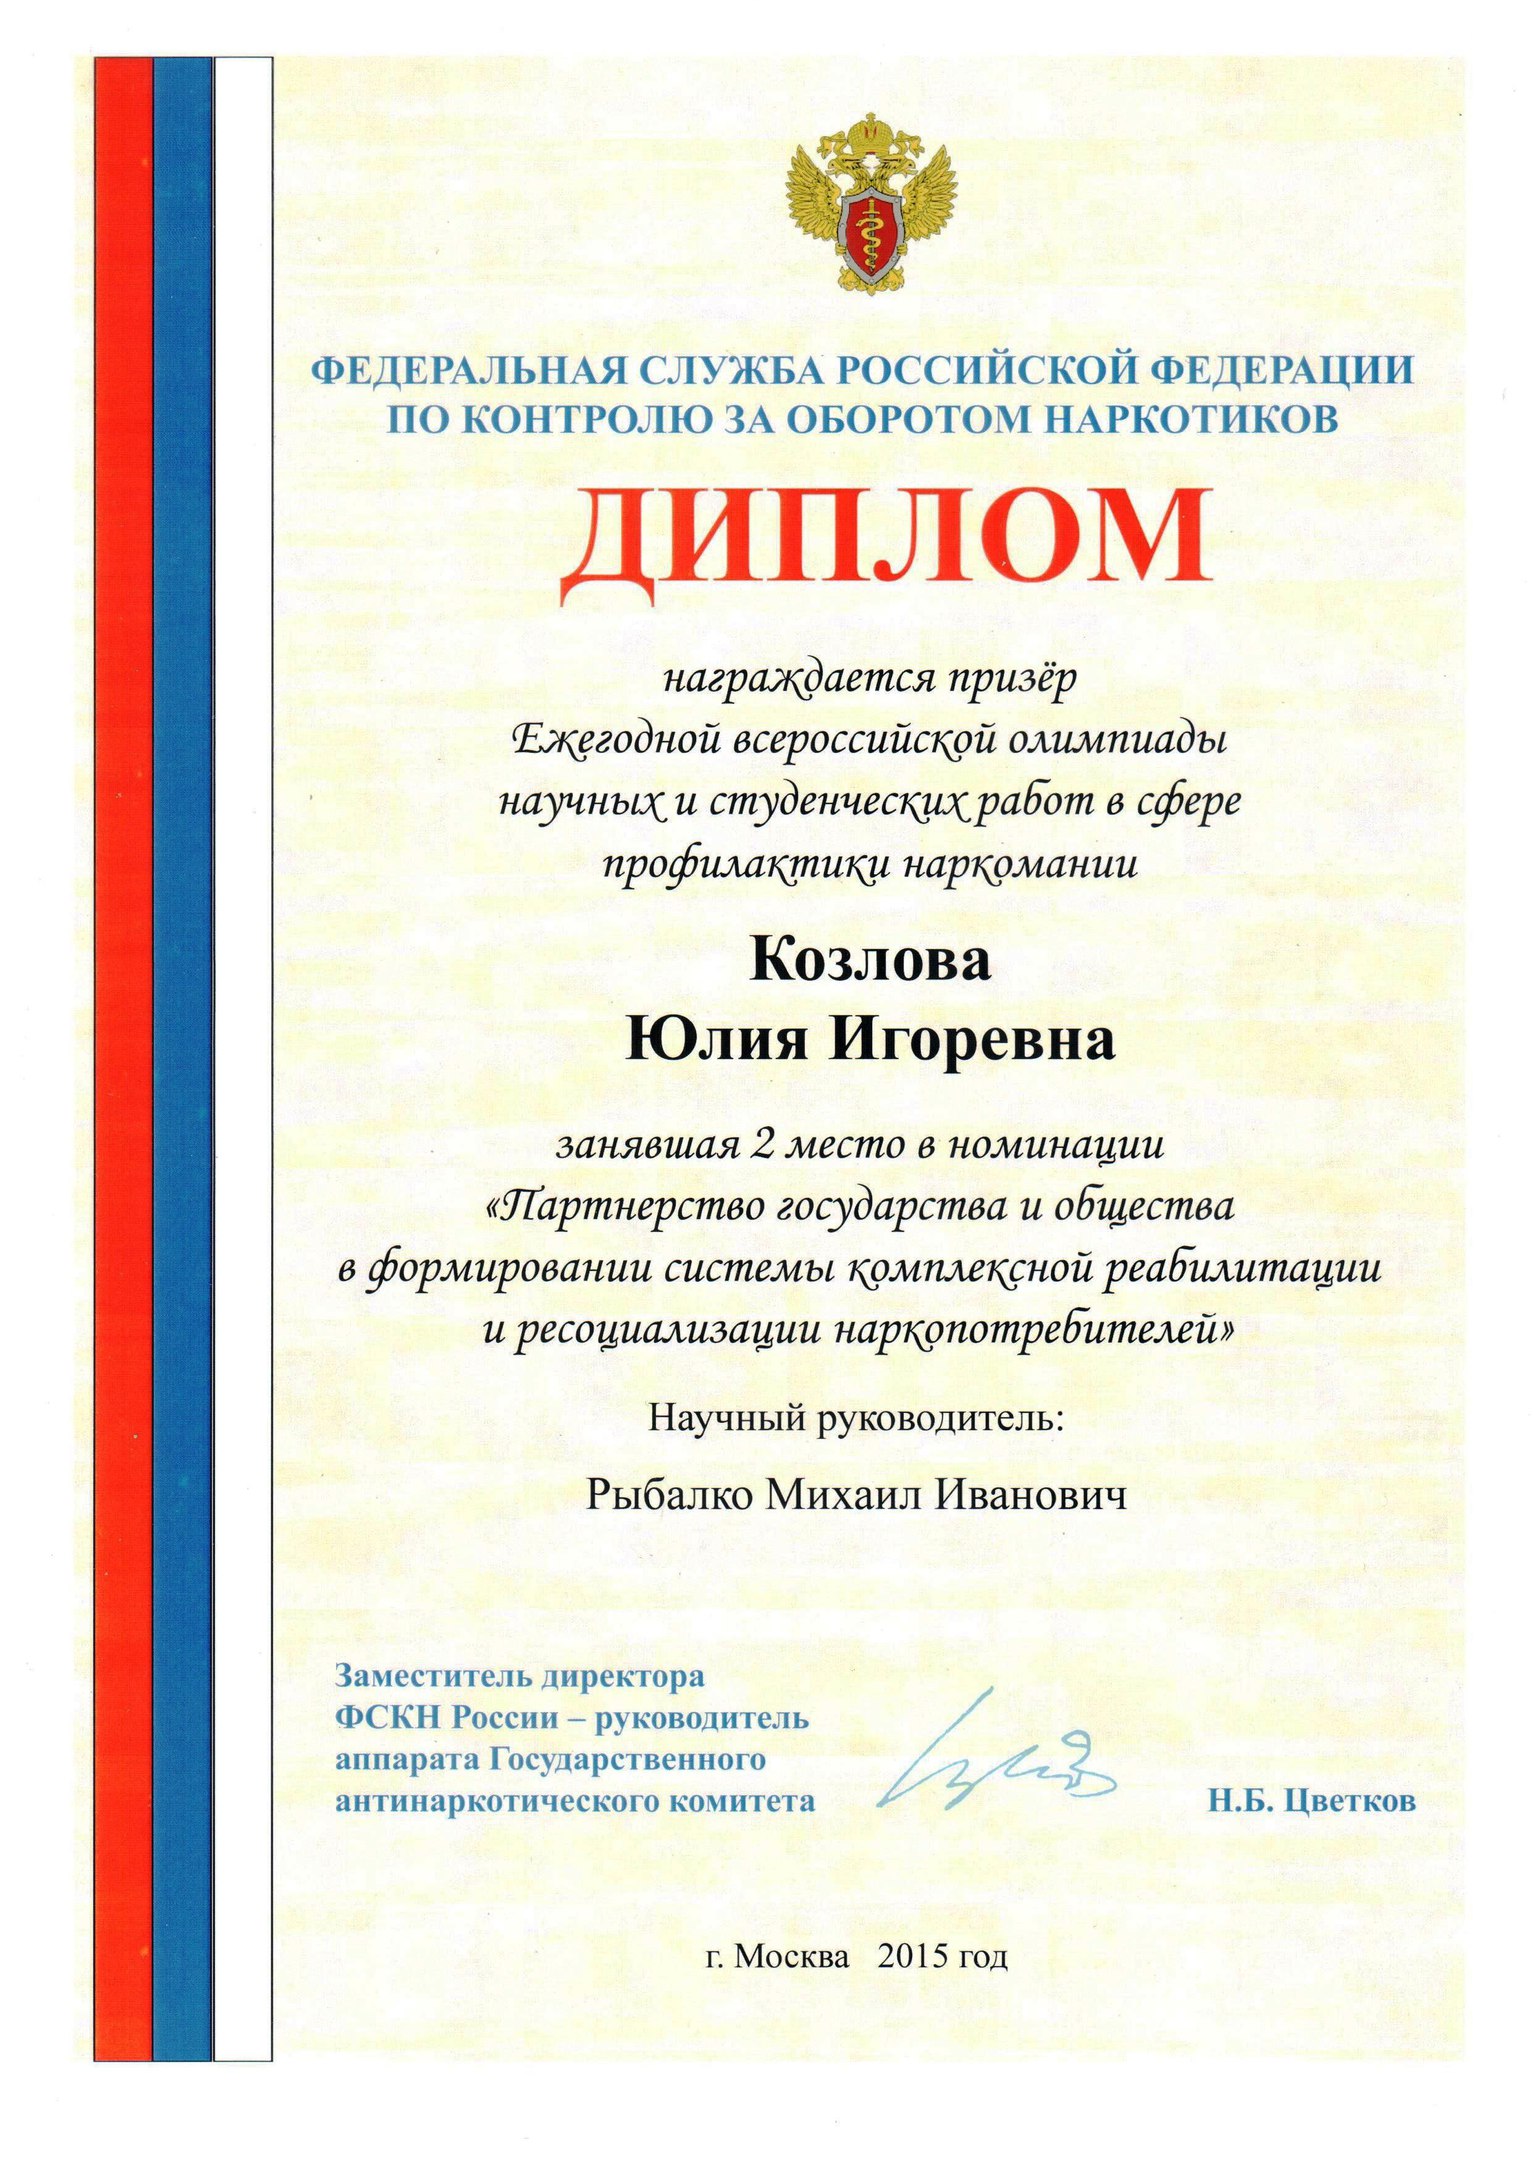 ФЕДЕРАЛЬНАЯ СЛУЖБА РОССИЙСКОЙ ФЕДЕРАЦИИ
ПО КОНТРОЛЮ ЗА ОБОРОТОМ НАРКОТИКОВ
ДИПЛОМ
награждается призёр
Ежегодной всероссийской олимпиады
научных и студенческих работ в сфере
профилактики наркомании
Козлова
Юлия Игоревна
занявшая 2 место в номинации
«Партнерство государства и общества
в формировании системы комплексной реабилитации
и ресоциализации наркопотребителей»
Научный руководитель:
Рыбалко Михаил Иванович
Заместитель директора
ФСКН России – руководитель
аппарата Государственного
антинаркотического комитета
Н.Б. Цветков
г. Москва 2015 год